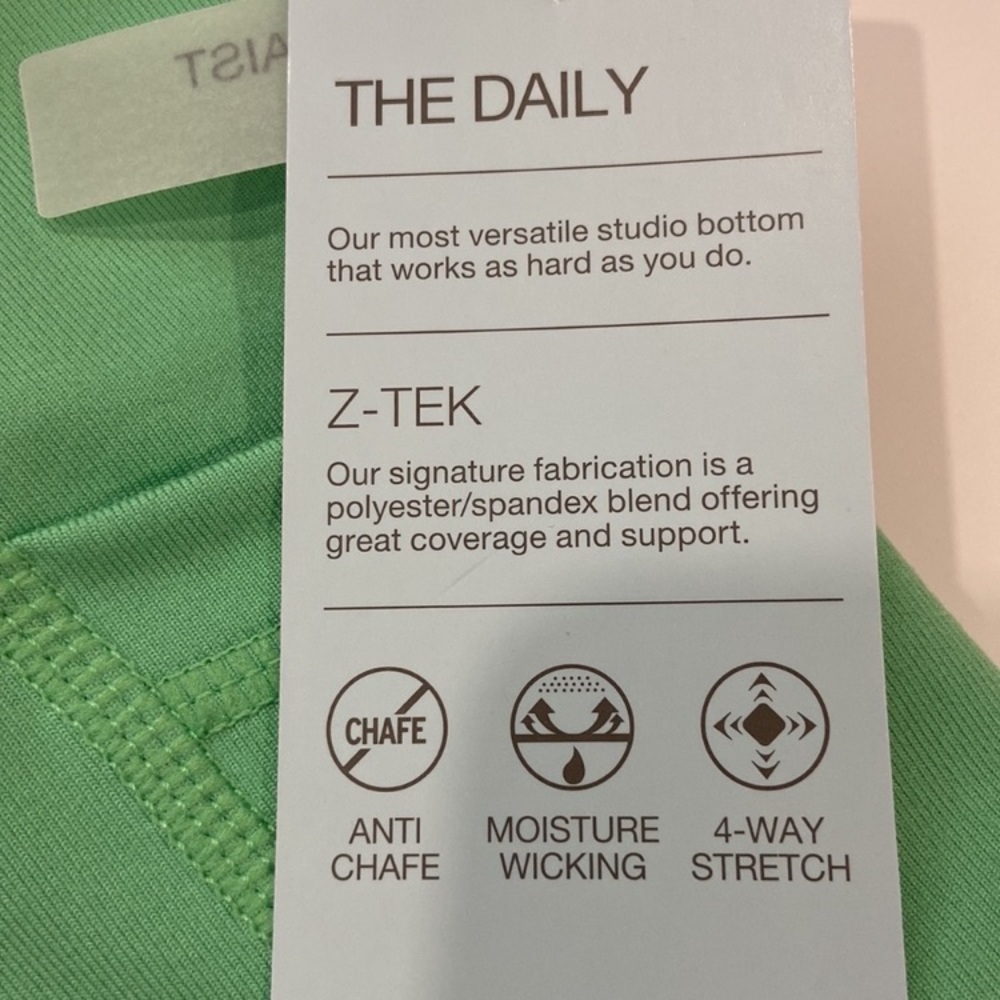 THE DAILY
Our most versatile studio bottom
that works as hard as you do.
Z-TEK
Our signature fabrication is a
polyester/spandex blend offering
great coverage and support.
CHAFE
ANTI
CHAFE
MOISTURE
WICKING
4-WAY
STRETCH